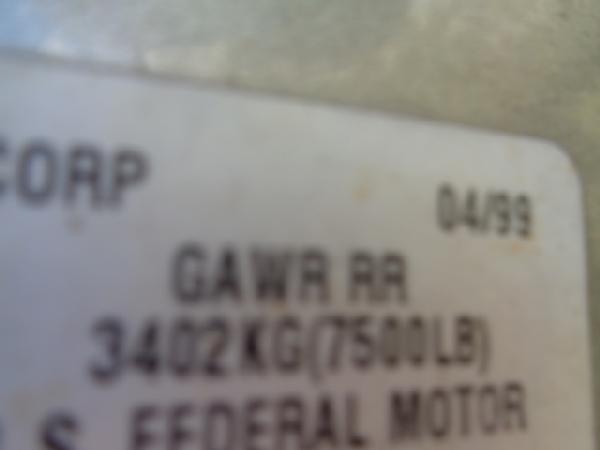 CORP
04/99
GAWR RR
3402KG(7500LB)
S. FEDERAL MOTOR